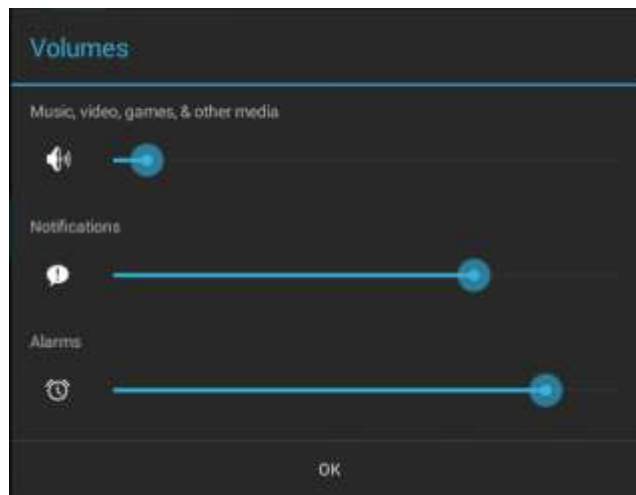 Volumes
Music, video, games, & other media
Notifications
Alarms
OK